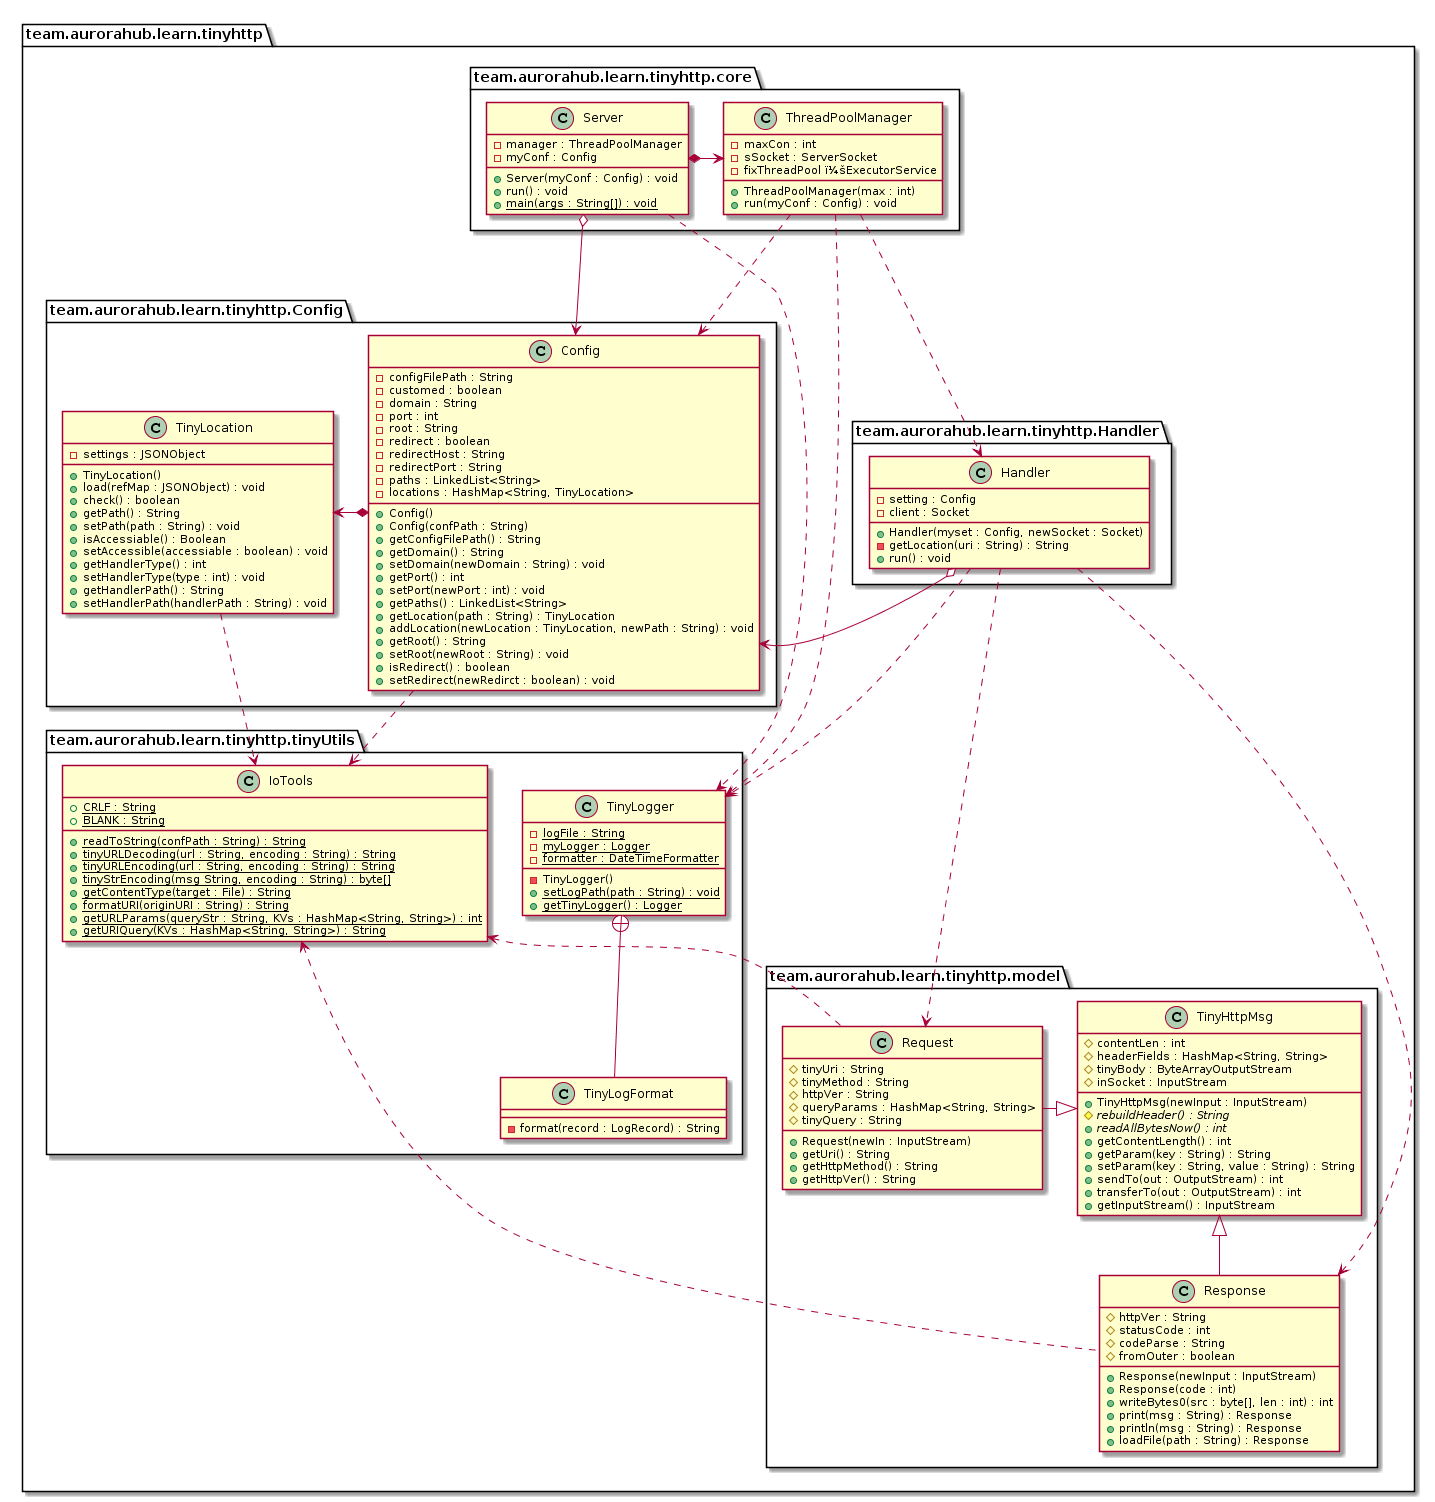 team.aurorahub.learn.tinyhttp
team.aurorahub.learn.tinyhttp.core
C Server
manager : ThreadPoolManager
myConf : Config
Server(myConf : Config) : void
run() : void
main(args : String[]) : void
C ThreadPoolManager
maxCon : int
sSocket : ServerSocket
fixThreadPool ï¼šExecutorService
ThreadPoolManager(max : int)
run(myConf : Config) : void
team.aurorahub.learn.tinyhttp.Config
C TinyLocation
settings : JSONObject
TinyLocation()
load(refMap : JSONObject) : void
check() : boolean
getPath() : String
setPath(path : String) : void
isAccessiable() : Boolean
setAccessible(accessiable : boolean) : void
getHandlerType() : int
setHandlerType(type : int) : void
getHandlerPath() : String
setHandlerPath(handlerPath : String) : void
C Config
configFilePath : String
customed : boolean
domain : String
port : int
root : String
redirect : boolean
redirectHost : String
redirectPort : String
paths : LinkedList<String>
locations : HashMap<String, TinyLocation>
Config()
Config(confPath : String)
getConfigFilePath() : String
getDomain() : String
setDomain(newDomain : String) : void
getPort() : int
setPort(newPort : int) : void
getPaths() : LinkedList<String>
getLocation(path : String) : TinyLocation
addLocation(newLocation : TinyLocation, newPath : String) : void
getRoot() : String
setRoot(newRoot : String) : void
isRedirect() : boolean
setRedirect(newRedirct : boolean) : void
team.aurorahub.learn.tinyhttp.Handler
C Handler
setting : Config
client : Socket
Handler(myset : Config, newSocket : Socket)
getLocation(uri : String) : String
run() : void
team.aurorahub.learn.tinyhttp.tinyUtils
C IoTools
CRLF : String
BLANK : String
readToString(confPath : String) : String
tinyURLDecoding(url : String, encoding : String) : String
tinyURLEncoding(url : String, encoding : String) : String
tinyStrEncoding(msg String, encoding : String) : byte[]
getContentType(target : File) : String
formatURI(originURI : String) : String
getURLParams(queryStr : String, KVs : HashMap<String, String>) : int
getURIQuery(KVs : HashMap<String, String>) : String
C TinyLogger
logFile : String
myLogger : Logger
formatter : DateTimeFormatter
TinyLogger()
setLogPath(path : String) : void
getTinyLogger() : Logger
C TinyLogFormat
format(record : LogRecord) : String
team.aurorahub.learn.tinyhttp.model
C Request
tinyUri : String
tinyMethod : String
httpVer : String
queryParams : HashMap<String, String>
tinyQuery : String
Request(newIn : InputStream)
getUri() : String
getHttpMethod() : String
getHttpVer() : String
C TinyHttpMsg
contentLen : int
headerFields : HashMap<String, String>
tinyBody : ByteArrayOutputStream
inSocket : InputStream
TinyHttpMsg(newInput : InputStream)
rebuildHeader() : String
readAllBytesNow() : int
getContentLength() : int
getParam(key : String) : String
setParam(key : String, value : String) : String
sendTo(out : OutputStream) : int
transferTo(out : OutputStream) : int
getInputStream() : InputStream
C Response
httpVer : String
statusCode : int
codeParse : String
fromOuter : boolean
Response(newInput : InputStream)
Response(code : int)
writeBytes0(src : byte[], len : int) : int
print(msg : String) : Response
println(msg : String) : Response
loadFile(path : String) : Response